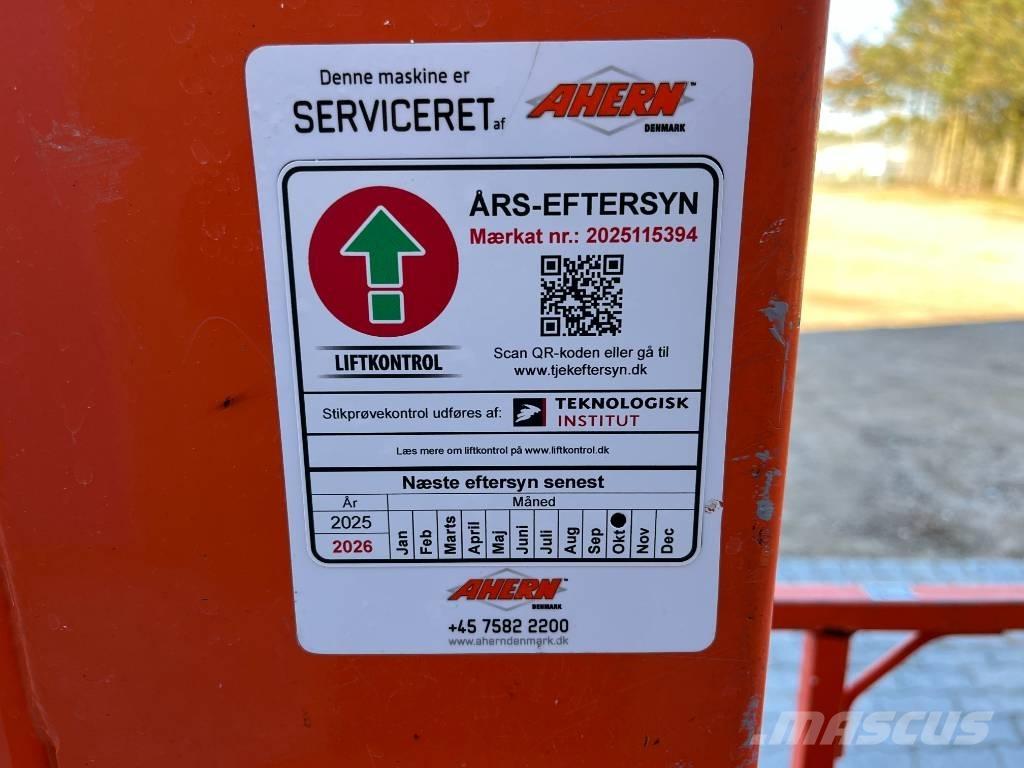 Denne maskine er
SERVICERET af
AHERN™
DENMARK
ÅRS-EFTERSYN
Mærkat nr.: 2025115394
LIFTKONTROL
Scan QR-koden eller gå til
www.tjekeftersyn.dk
Stikprøvekontrol udføres af:
TEKNOLOGISK
INSTITUT
Læs mere om liftkontrol på www.liftkontrol.dk
Næste eftersyn senest
År Måned
2025
2026
Jan Feb Marts April Maj Juni Juli Aug Sep Okt Nov Dec
AHERN™
DENMARK
+45 7582 2200
www.aherndenmark.dk
MASCUS